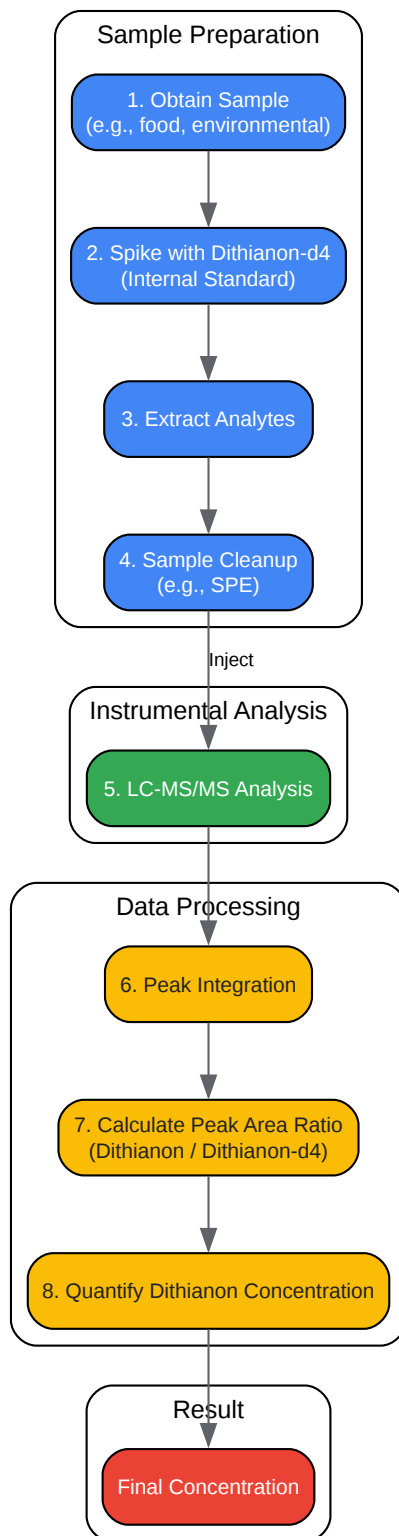 Sample Preparation
1. Obtain Sample
(e.g., food, environmental)
2. Spike with Dithianon-d4
(Internal Standard)
3. Extract Analytes
4. Sample Cleanup
(e.g., SPE)
Inject
Instrumental Analysis
5. LC-MS/MS Analysis
Data Processing
6. Peak Integration
7. Calculate Peak Area Ratio
(Dithianon / Dithianon-d4)
8. Quantify Dithianon Concentration
Result
Final Concentration